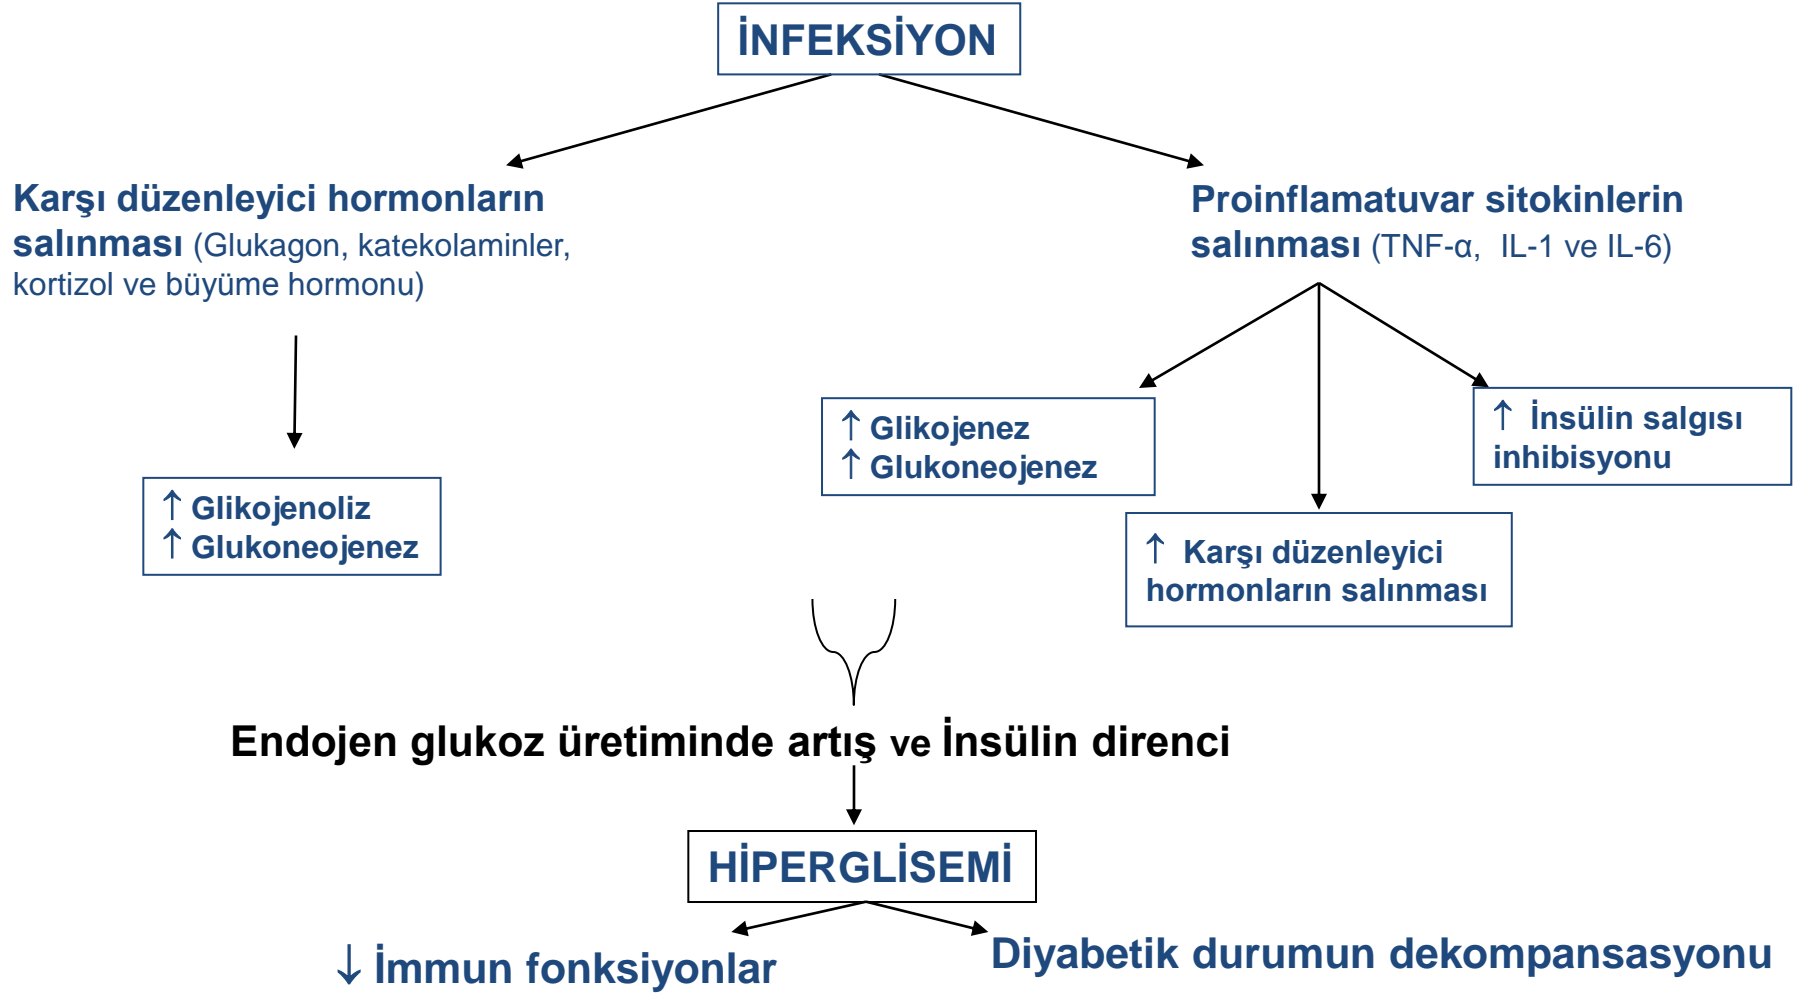 İNFEKSİYON
Karşı düzenleyici hormonların
salınması (Glukagon, katekolaminler,
kortizol ve büyüme hormonu)
Proinflamatuvar sitokinlerin
salınması (TNF-α, IL-1 ve IL-6)
↑ Glikojenoliz
↑ Glukoneojenez
↑ Glikojenez
↑ Glukoneojenez
↑ Karşı düzenleyici
hormonların salınması
↑ İnsülin salgısı
inhibisyonu
Endojen glukoz üretiminde artış ve İnsülin direnci
HİPERGLİSEMİ
↓ İmmun fonksiyonlar
Diyabetik durumun dekompansasyonu